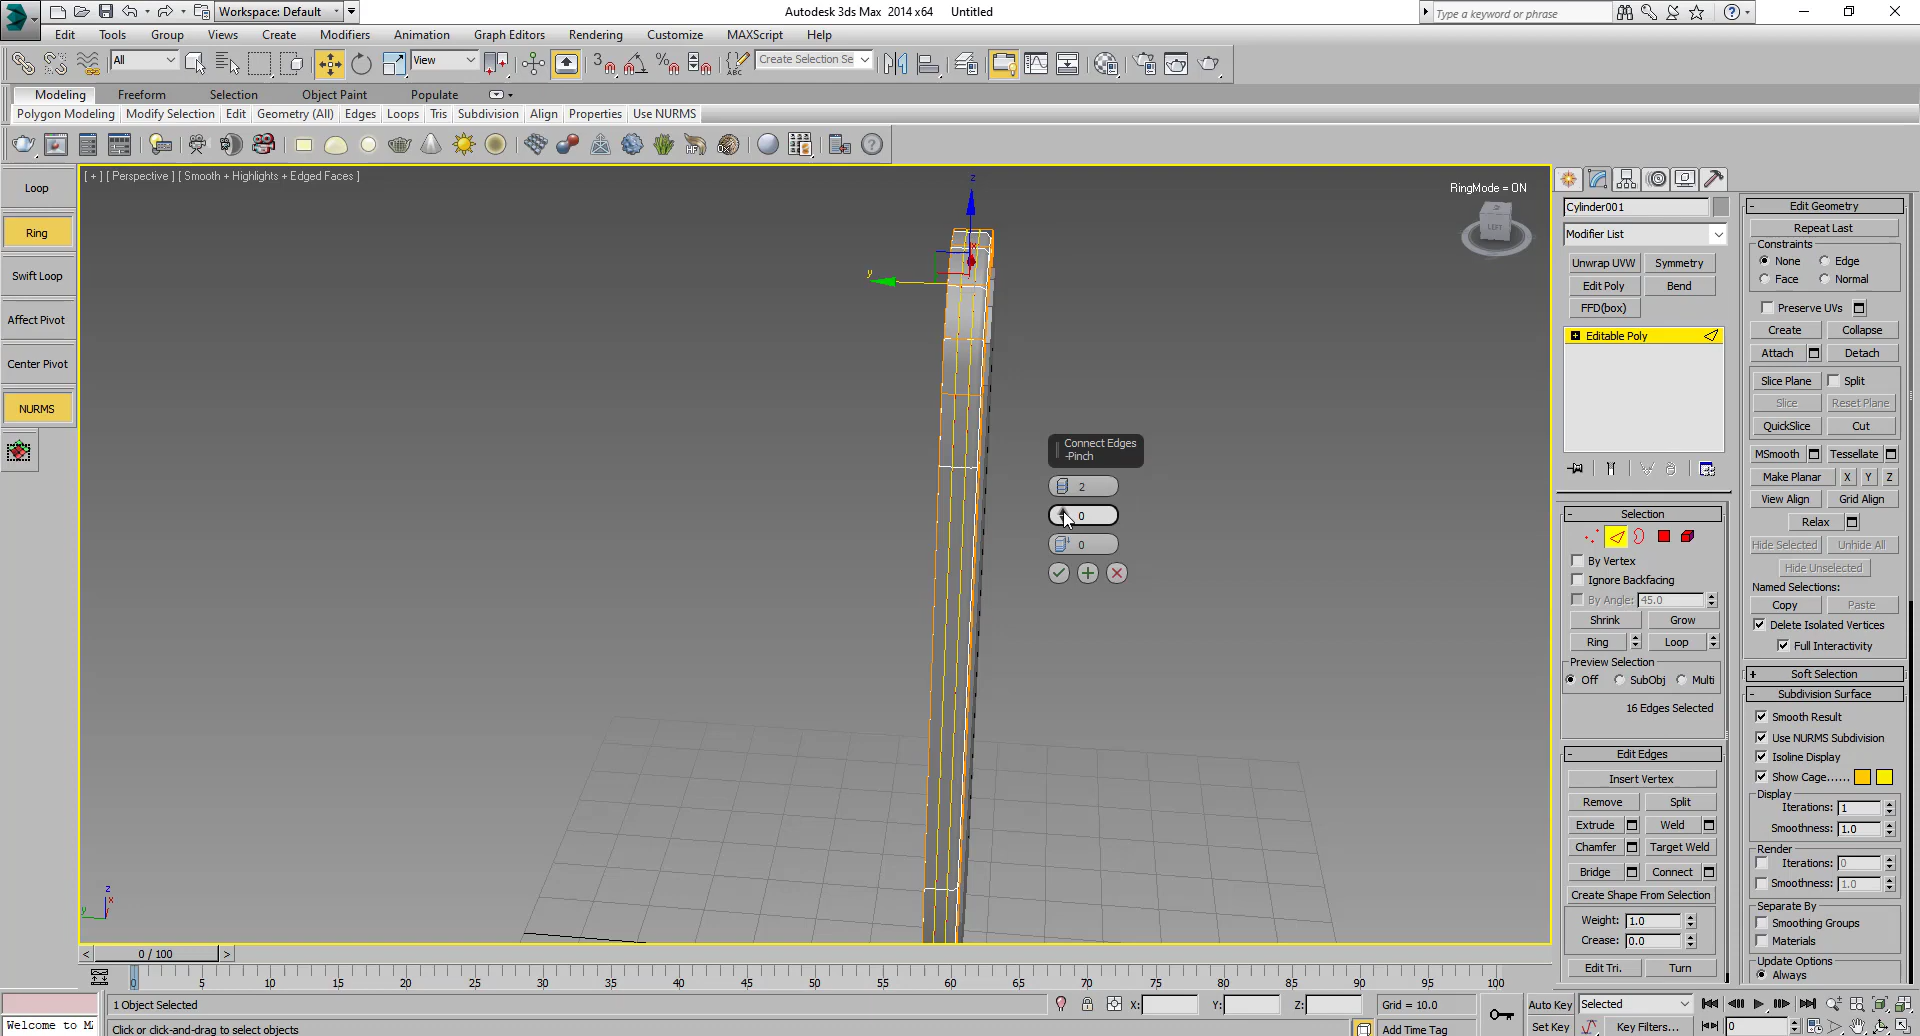 Workspace: Default
Autodesk 3ds Max 2014 x64 Untitled
Type a keyword or phrase
Edit Tools Group Views Create Modifiers Animation Graph Editors Rendering Customize MAXScript Help
All
View
3
Create Selection Se
Modeling Freeform Selection Object Paint Populate
Polygon Modeling Modify Selection Edit Geometry (All) Edges Loops Tris Subdivision Align Properties Use NURMS
Loop
Ring
Swift Loop
Affect Pivot
Center Pivot
NURMS
[ + ] [ Perspective ] [ Smooth + Highlights + Edged Faces ]
RingMode = ON
LEFT
z
x
y
Connect Edges
-Pinch
2
0
0
z
x
y
Cylinder001
Modifier List
Unwrap UVW Symmetry
Edit Poly Bend
FFD(box)
Editable Poly
Selection
By Vertex
Ignore Backfacing
By Angle: 45.0
Shrink Grow
Ring Loop
Preview Selection
Off SubObj Multi
16 Edges Selected
Edit Edges
Insert Vertex
Remove Split
Extrude Weld
Chamfer Target Weld
Bridge Connect
Create Shape From Selection
Weight: 1.0
Crease: 0.0
Edit Tri. Turn
Edit Geometry
Repeat Last
Constraints
None Edge
Face Normal
Preserve UVs
Create Collapse
Attach Detach
Slice Plane Split
Slice Reset Plane
QuickSlice Cut
MSmooth Tessellate
Make Planar X Y Z
View Align Grid Align
Relax
Hide Selected Unhide All
Hide Unselected
Named Selections:
Copy Paste
Delete Isolated Vertices
Full Interactivity
Soft Selection
Subdivision Surface
Smooth Result
Use NURMS Subdivision
Isoline Display
Show Cage......
Display
Iterations: 1
Smoothness: 1.0
Render
Iterations: 0
Smoothness: 1.0
Separate By
Smoothing Groups
Materials
Update Options
Always
< 0 / 100 >
0 5 10 15 20 25 30 35 40 45 50 55 60 65 70 75 80 85 90 95 100
1 Object Selected
X: Y: Z: Grid = 10.0
Auto Key Selected
Welcome to M
Click or click-and-drag to select objects
Add Time Tag
Set Key Key Filters... 0